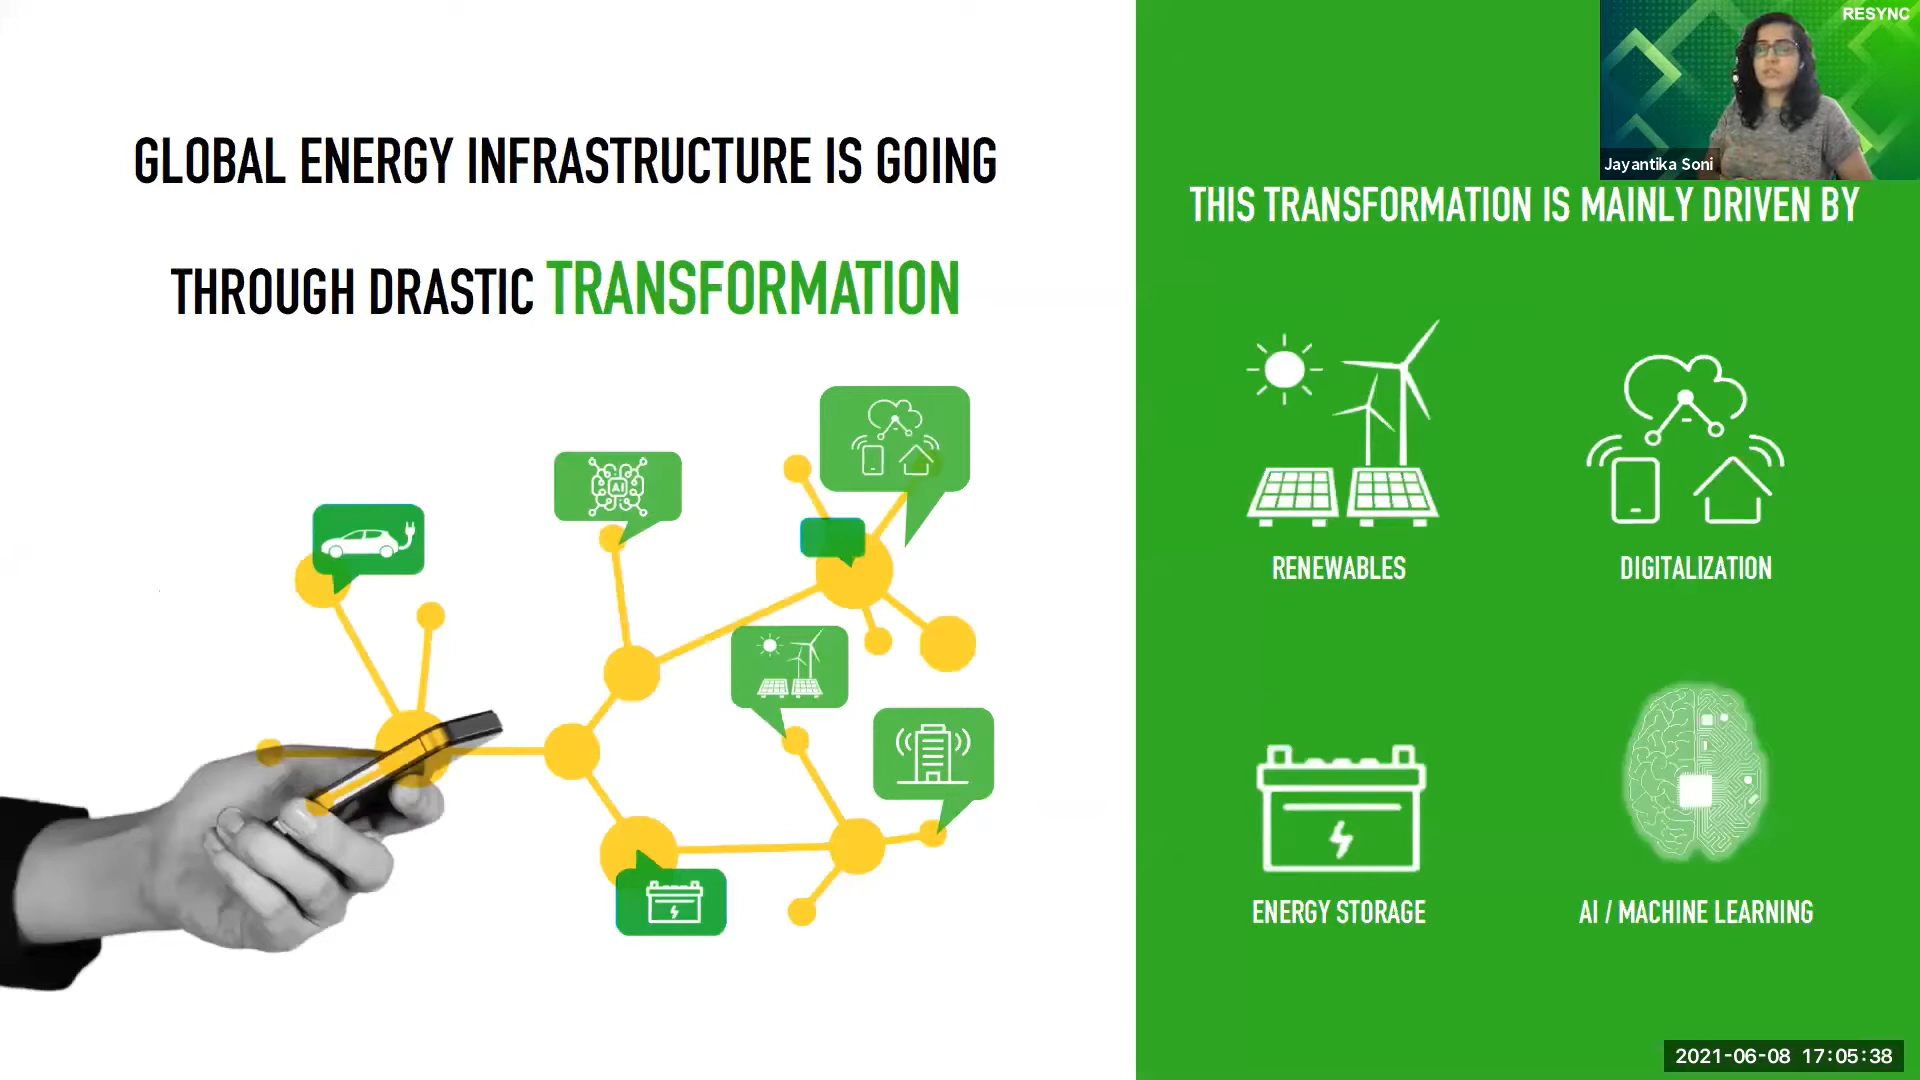 GLOBAL ENERGY INFRASTRUCTURE IS GOING
THROUGH DRASTIC TRANSFORMATION
AI
RESYNC
Jayantika Soni
THIS TRANSFORMATION IS MAINLY DRIVEN BY
RENEWABLES
DIGITALIZATION
ENERGY STORAGE
AI / MACHINE LEARNING
2021-06-08 17:05:38